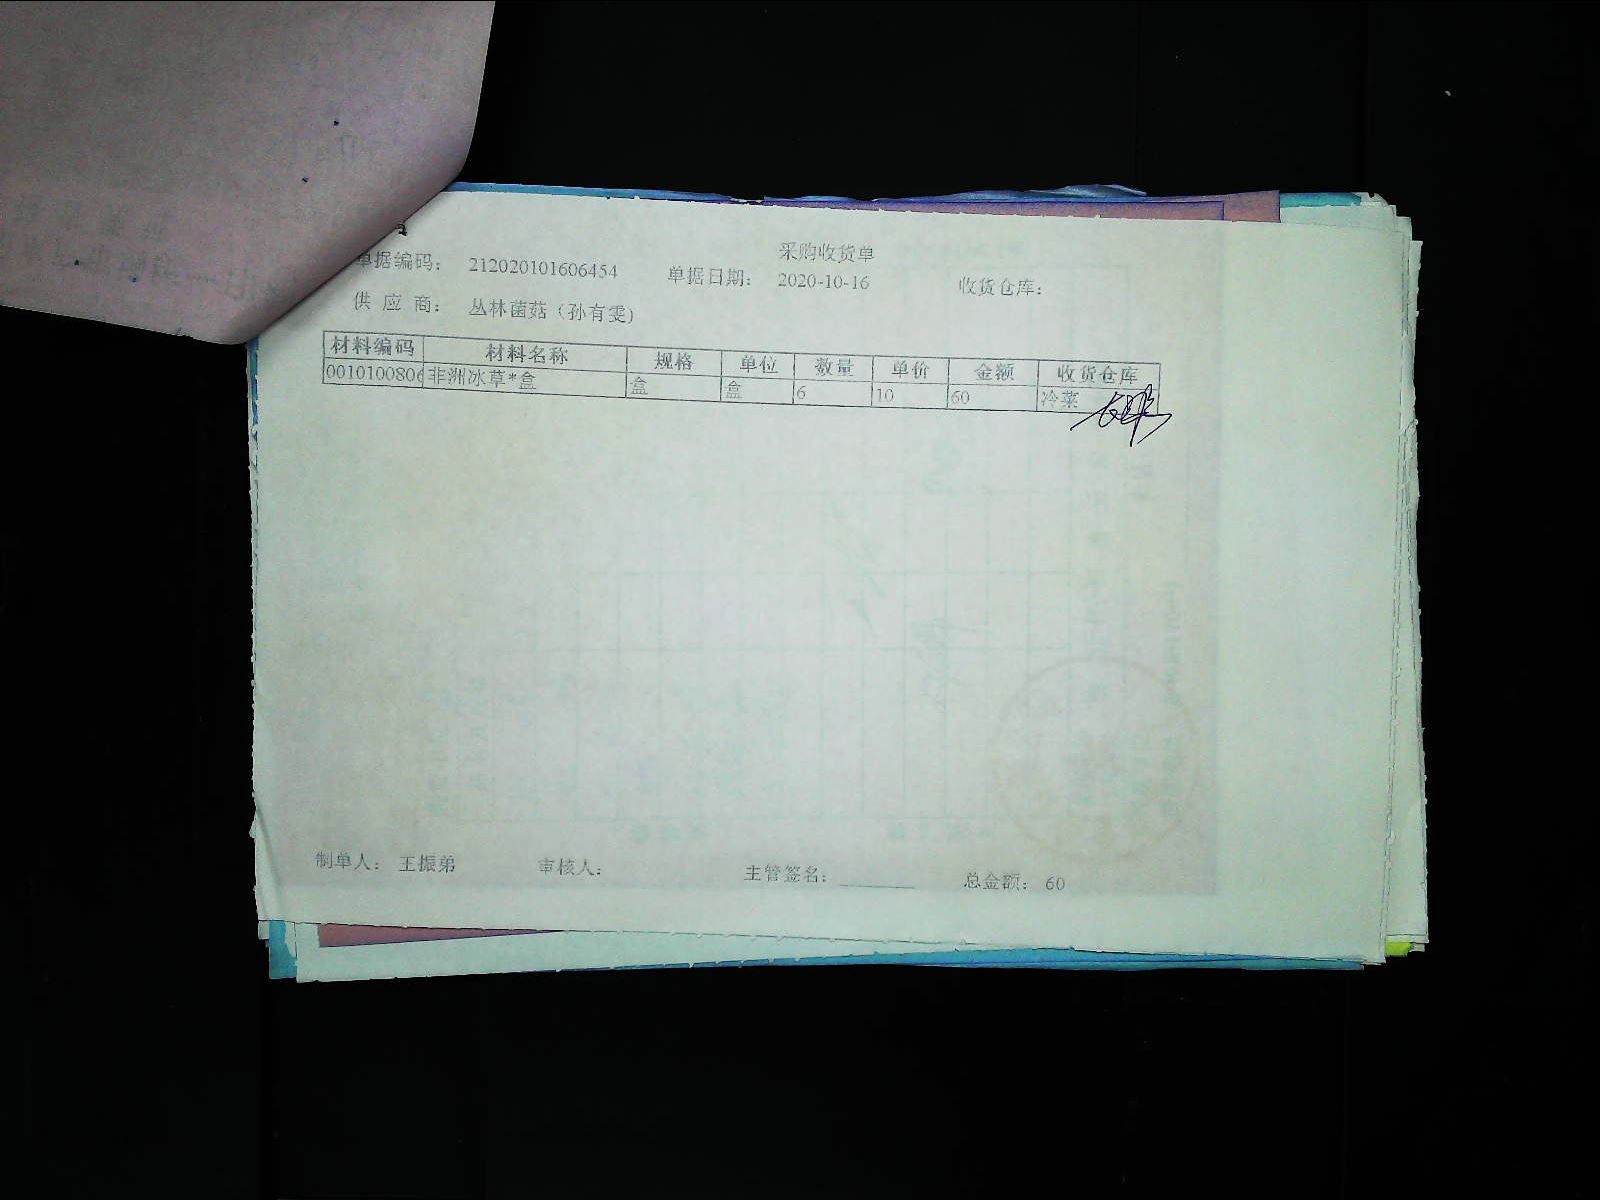 采购收货单
单据编码: 212020101606454 单据日期: 2020-10-16 收货仓库:
供应商: 丛林菌菇（孙有雯）
材料编码 材料名称 规格 单位 数量 单价 金额 收货仓库
0010100806 非洲冰草*盒 盒 盒 6 10 60 冷菜
制单人: 王振弟 审核人: 主管签名: ________ 总金额: 60